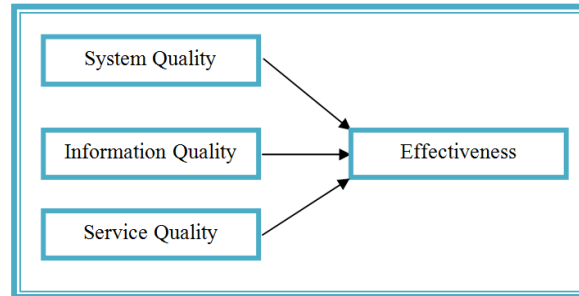 System Quality
Information Quality
Effectiveness
Service Quality